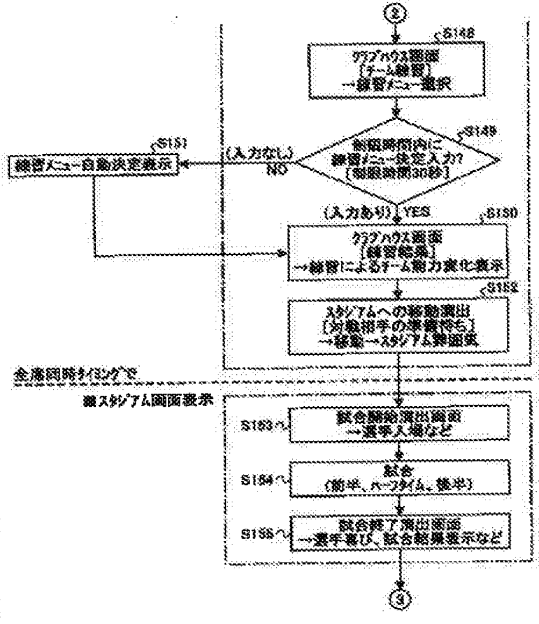 ②
S148
クラブハウス画面
[チーム練習]
→練習メニュー選択
S149
制限時間内に
練習メニュー決定入力?
[制限時間30秒]
(入力なし)
NO
S151
練習メニュー自動決定表示
(入力あり) YES
S150
クラブハウス画面
[練習結果]
→練習によるチーム能力変化表示
S152
スタジアムへの移動演出
[対戦相手の準備待ち]
→移動→スタジアム雰囲気
全席同時タイミングで
■スタジアム画面表示
S153
試合開始演出画面
→選手入場など
S154
試合
(前半、ハーフタイム、後半)
S155
試合終了演出画面
→選手喜び、試合結果表示など
③